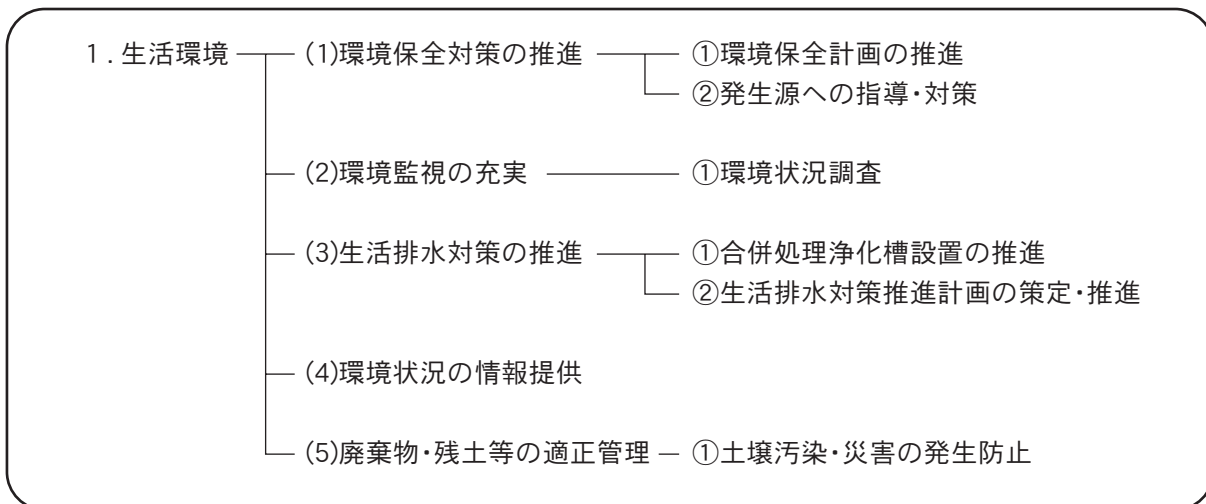 1．生活環境 (1)環境保全対策の推進 ①環境保全計画の推進
②発生源への指導・対策
(2)環境監視の充実 ①環境状況調査
(3)生活排水対策の推進 ①合併処理浄化槽設置の推進
②生活排水対策推進計画の策定・推進
(4)環境状況の情報提供
(5)廃棄物・残土等の適正管理 ①土壌汚染・災害の発生防止